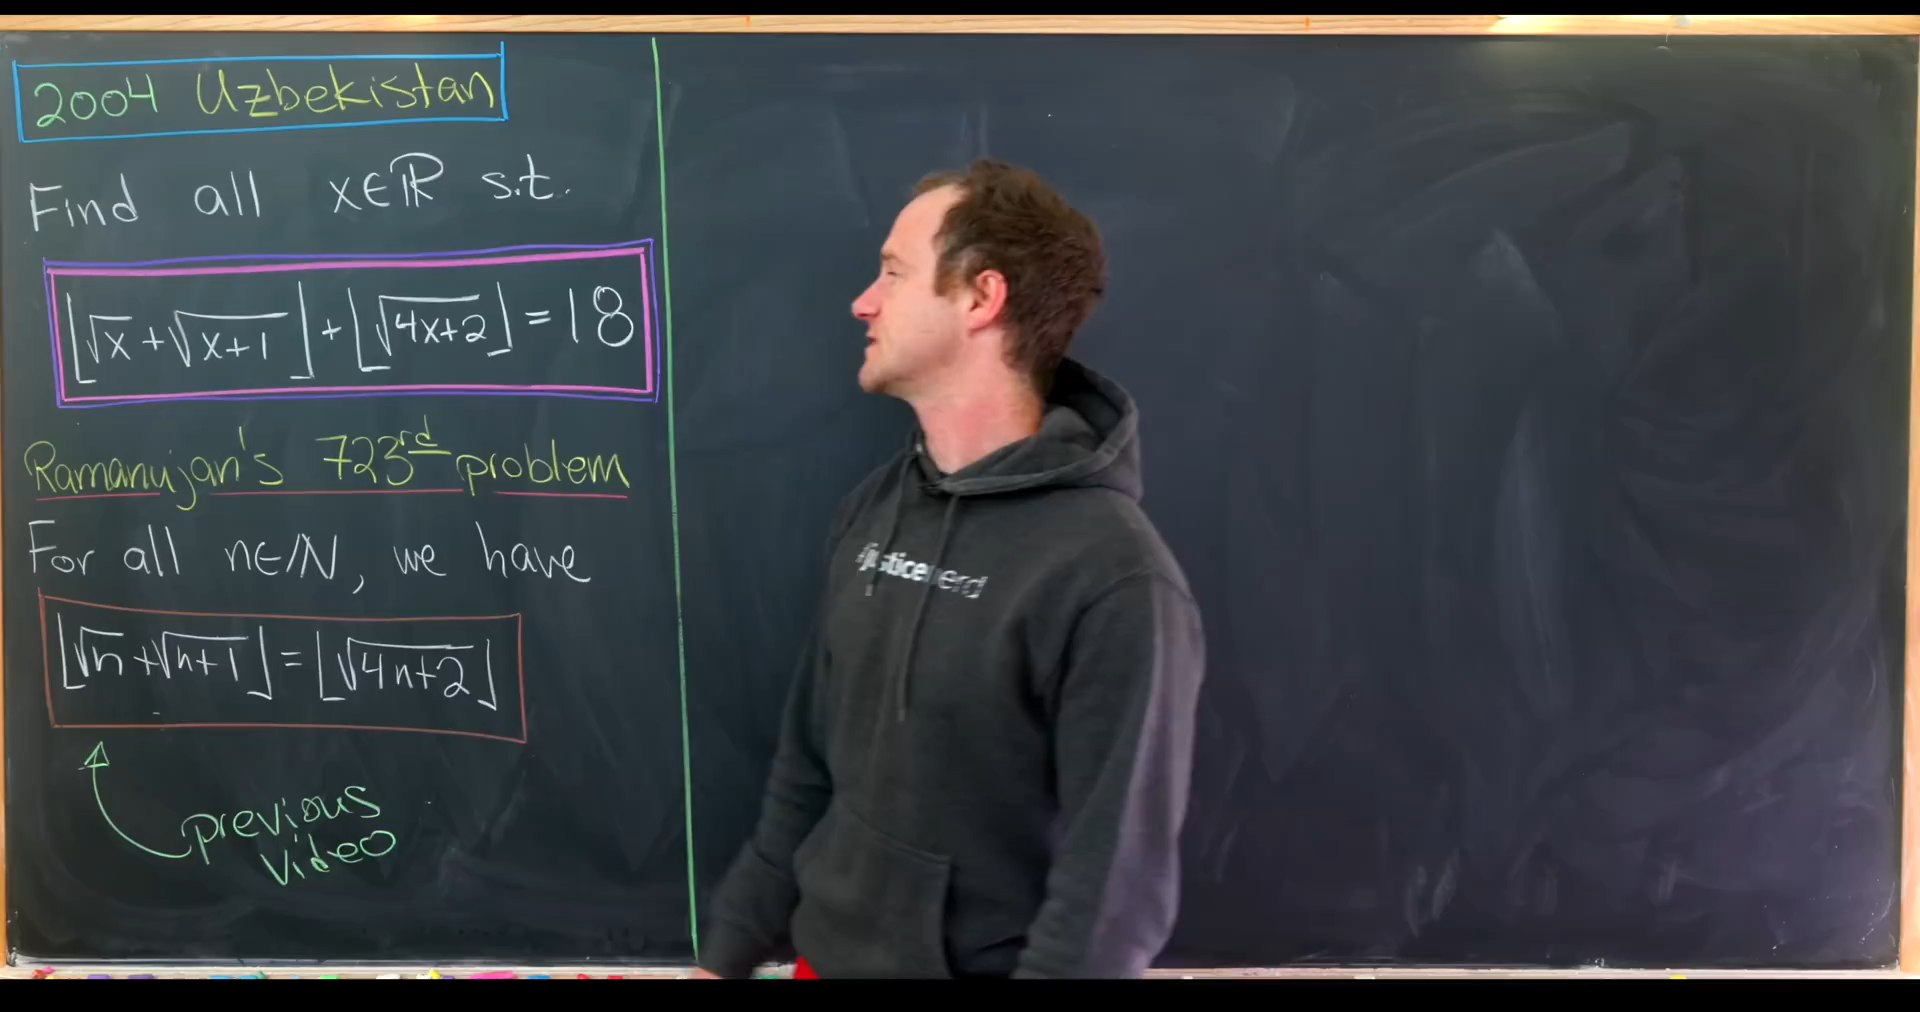 2004 Uzbekistan
Find all x∈ℝ s.t.
⌊√x + √(x+1)⌋ + ⌊√(4x+2)⌋ = 18
Ramanujan's 723rd problem
For all n∈ℕ, we have
⌊√n + √(n+1)⌋ = ⌊√(4n+2)⌋
previous
video